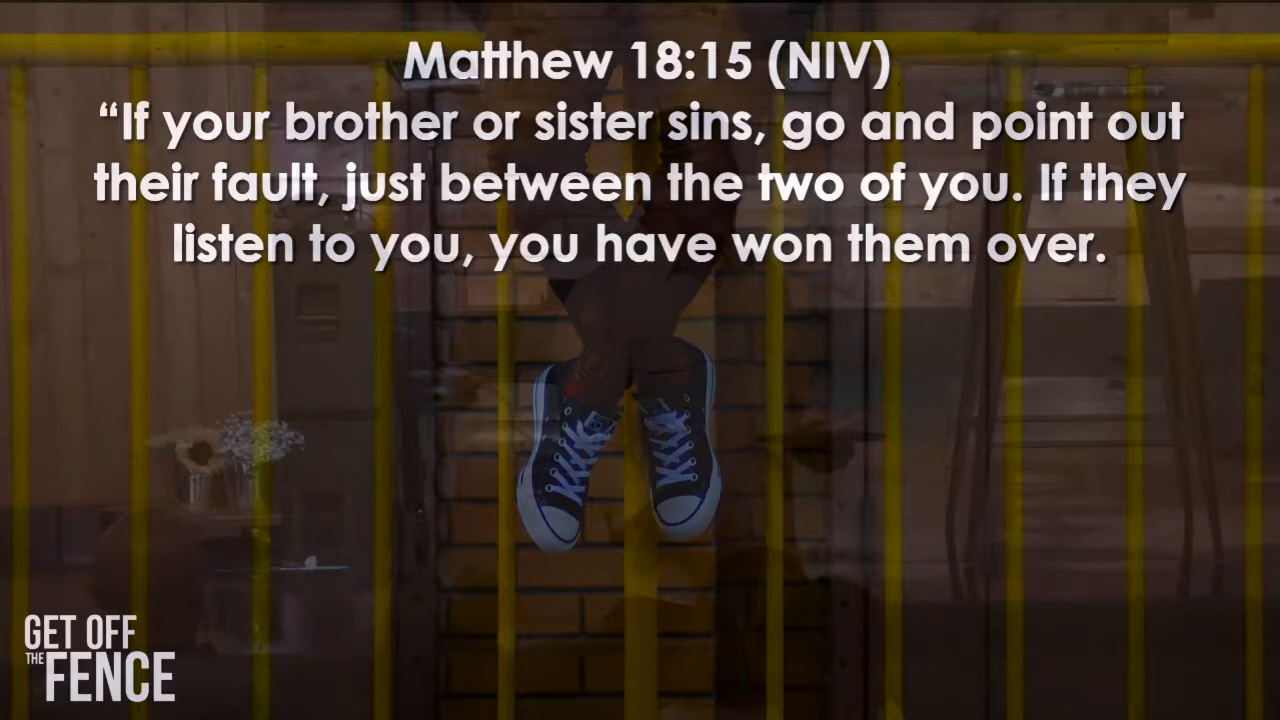 Matthew 18:15 (NIV)
“If your brother or sister sins, go and point out
their fault, just between the two of you. If they
listen to you, you have won them over.
GET OFF
THE FENCE